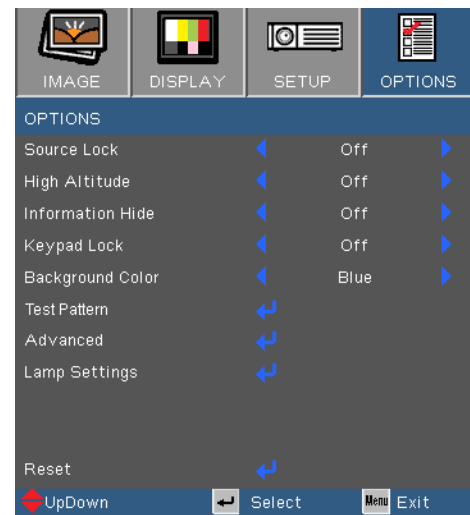 IMAGE DISPLAY SETUP OPTIONS
OPTIONS
Source Lock Off
High Altitude Off
Information Hide Off
Keypad Lock Off
Background Color Blue
Test Pattern
Advanced
Lamp Settings
Reset
UpDown Select Menu Exit